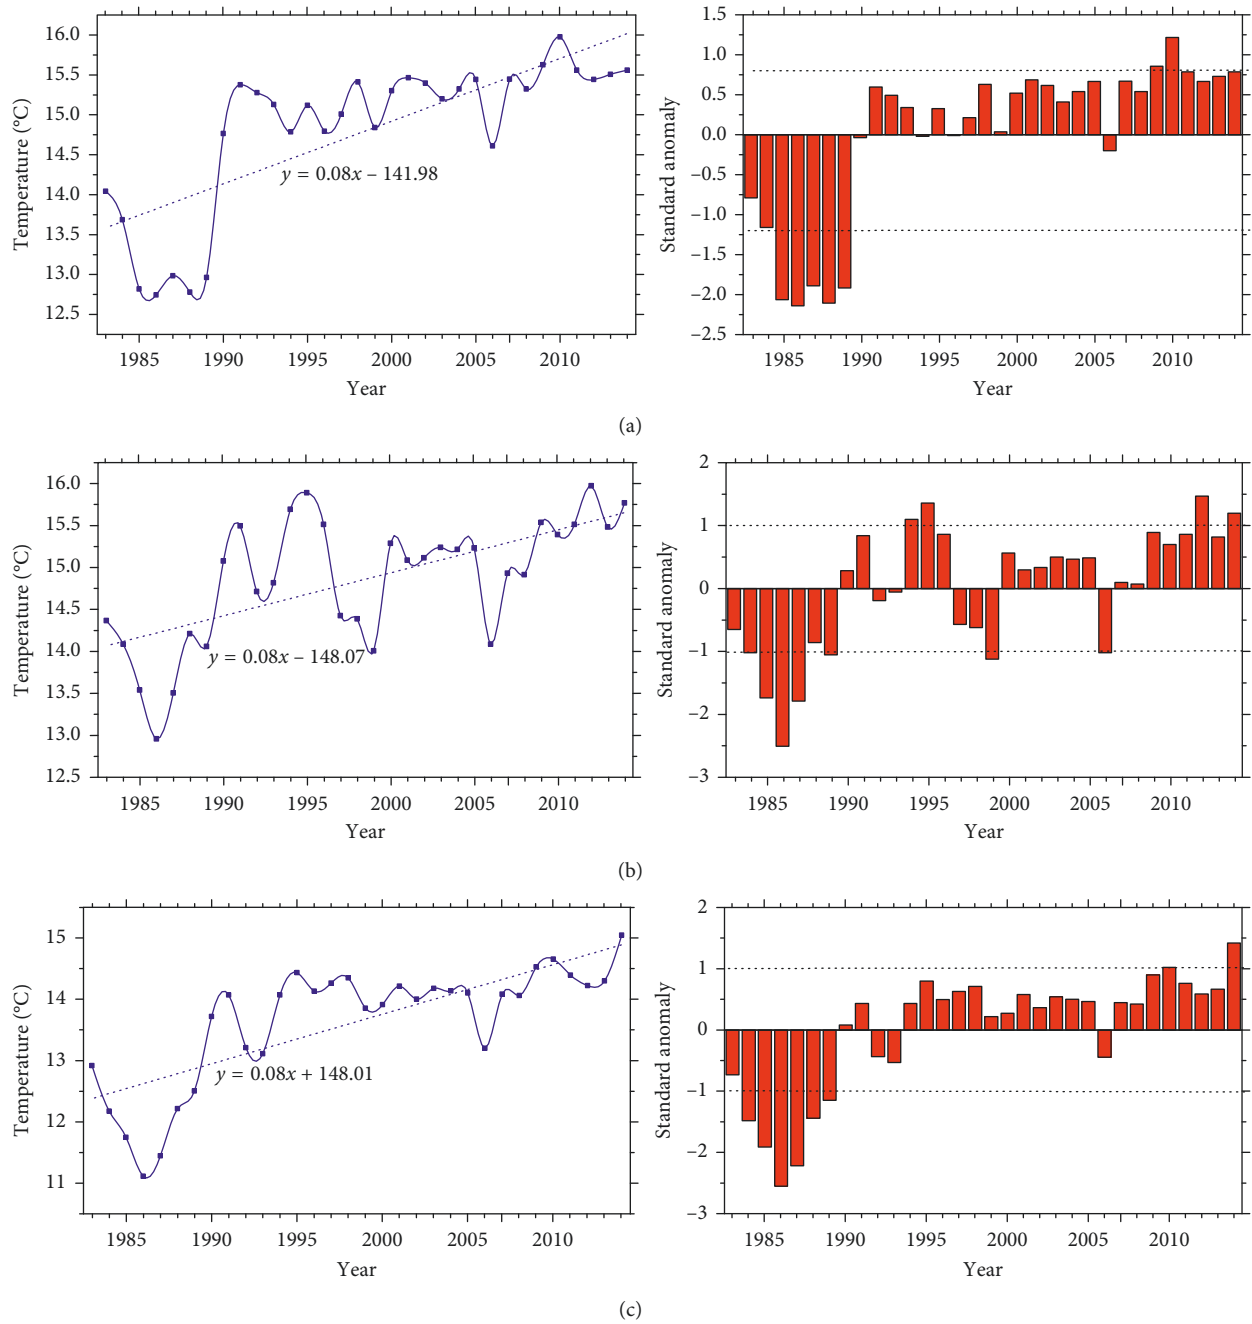 16.0
15.5
15.0
14.5
14.0
13.5
13.0
12.5
Temperature (°C)
y = 0.08x – 141.98
1985 1990 1995 2000 2005 2010
Year
1.5
1.0
0.5
0.0
–0.5
–1.0
–1.5
–2.0
–2.5
Standard anomaly
1985 1990 1995 2000 2005 2010
Year
(a)
16.0
15.5
15.0
14.5
14.0
13.5
13.0
12.5
Temperature (°C)
y = 0.08x – 148.07
1985 1990 1995 2000 2005 2010
Year
2
1
0
–1
–2
–3
Standard anomaly
1985 1990 1995 2000 2005 2010
Year
(b)
15
14
13
12
11
Temperature (°C)
y = 0.08x + 148.01
1985 1990 1995 2000 2005 2010
Year
2
1
0
–1
–2
–3
Standard anomaly
1985 1990 1995 2000 2005 2010
Year
(c)